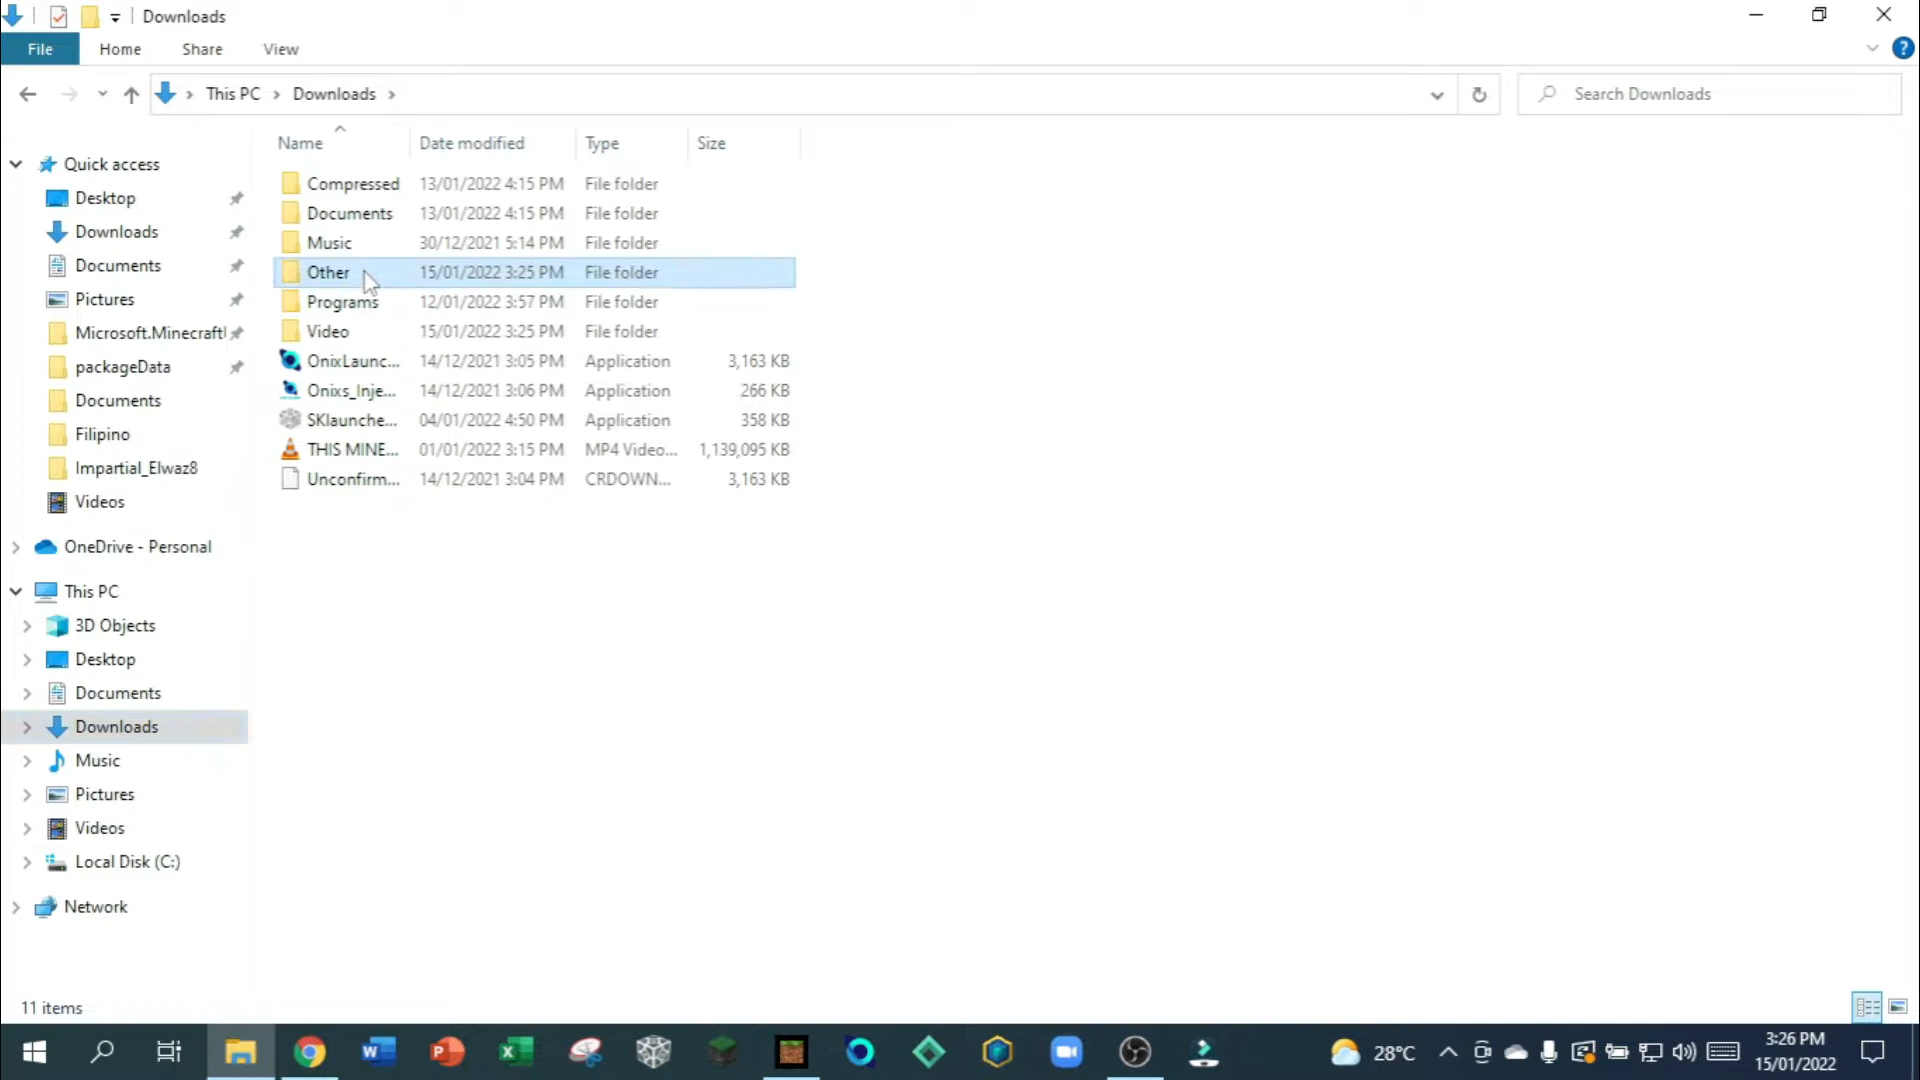 Downloads
File Home Share View
This PC > Downloads >
Search Downloads
Name Date modified Type Size
Quick access
Desktop
Downloads
Documents
Pictures
Microsoft.Minecraft
packageData
Documents
Filipino
Impartial_Elwaz8
Videos
OneDrive - Personal
This PC
3D Objects
Desktop
Documents
Downloads
Music
Pictures
Videos
Local Disk (C:)
Network
Compressed 13/01/2022 4:15 PM File folder
Documents 13/01/2022 4:15 PM File folder
Music 30/12/2021 5:14 PM File folder
Other 15/01/2022 3:25 PM File folder
Programs 12/01/2022 3:57 PM File folder
Video 15/01/2022 3:25 PM File folder
OnixLaunc... 14/12/2021 3:05 PM Application 3,163 KB
Onixs_Inje... 14/12/2021 3:06 PM Application 266 KB
SKlaunche... 04/01/2022 4:50 PM Application 358 KB
THIS MINE... 01/01/2022 3:15 PM MP4 Video... 1,139,095 KB
Unconfirm... 14/12/2021 3:04 PM CRDOWN... 3,163 KB
11 items
28°C
3:26 PM
15/01/2022